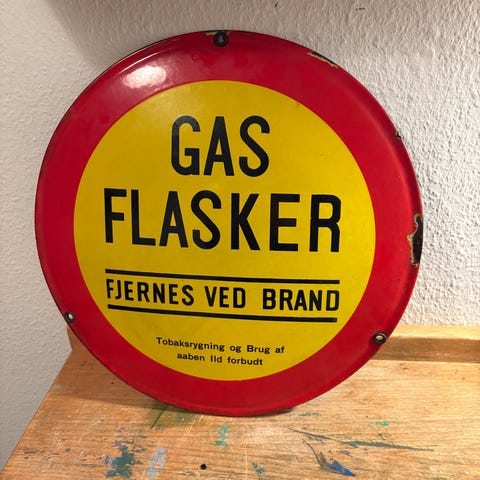 GAS
FLASKER
FJERNES VED BRAND
Tobaksrygning og Brug af
aaben Ild forbudt